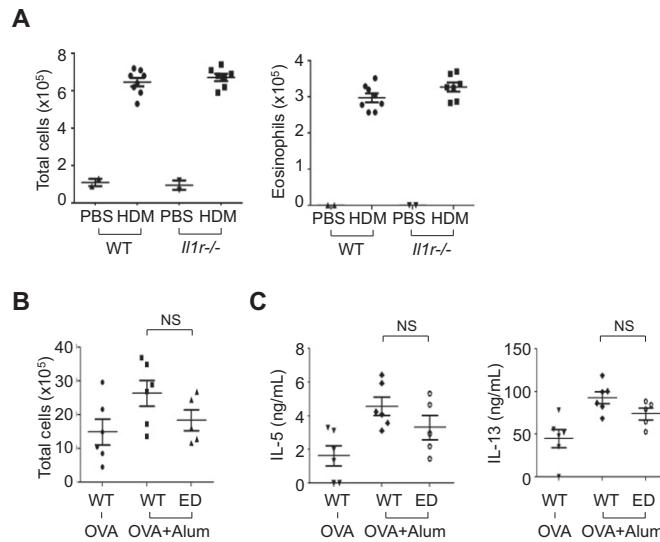 A
Total cells (x10⁵)
8
6
4
2
0
PBS HDM PBS HDM
WT Il1r-/-
Eosinophils (x10⁵)
4
3
2
1
0
PBS HDM PBS HDM
WT Il1r-/-
B
NS
Total cells (x10⁵)
40
30
20
10
0
WT WT ED
OVA OVA+Alum
C
NS
IL-5 (ng/mL)
8
6
4
2
0
WT WT ED
OVA OVA+Alum
NS
IL-13 (ng/mL)
150
100
50
0
WT WT ED
OVA OVA+Alum